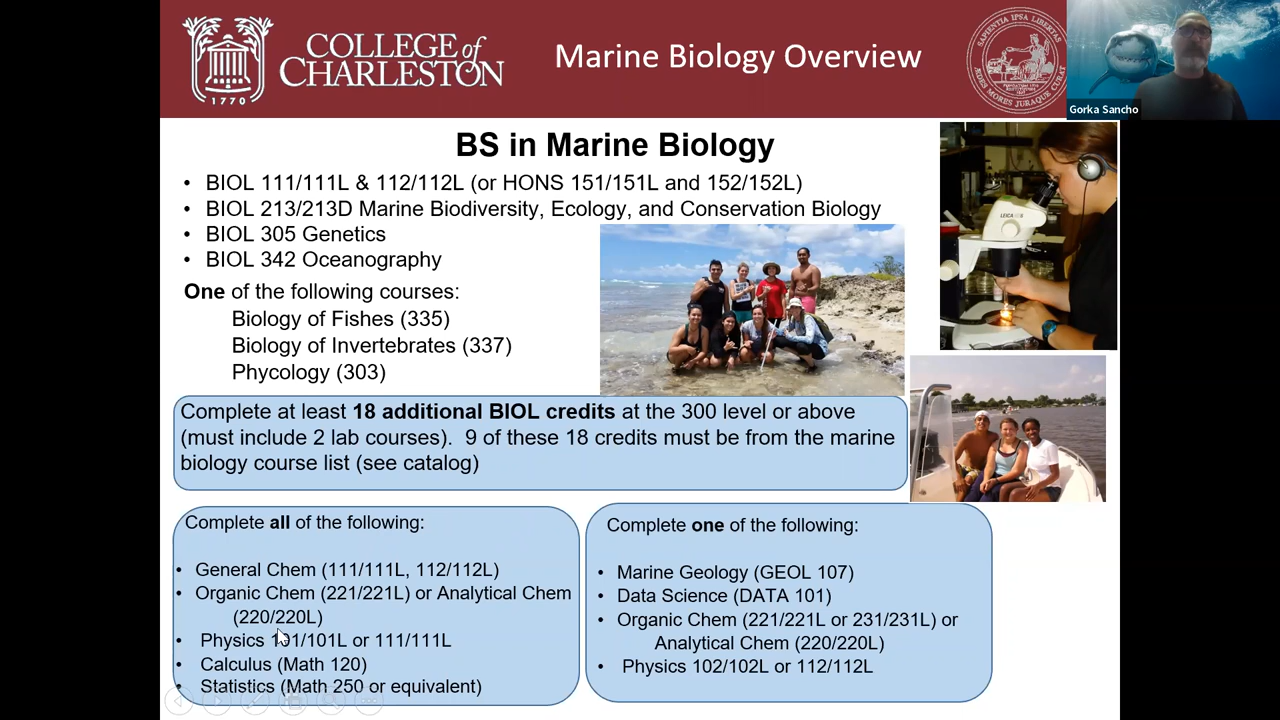 COLLEGE of
CHARLESTON
1770
Marine Biology Overview
SAPIENTIA IPSA LIBERTAS
Gorka Sancho
BS in Marine Biology
• BIOL 111/111L & 112/112L (or HONS 151/151L and 152/152L)
• BIOL 213/213D Marine Biodiversity, Ecology, and Conservation Biology
• BIOL 305 Genetics
• BIOL 342 Oceanography
One of the following courses:
Biology of Fishes (335)
Biology of Invertebrates (337)
Phycology (303)
LEICA
Complete at least 18 additional BIOL credits at the 300 level or above
(must include 2 lab courses). 9 of these 18 credits must be from the marine
biology course list (see catalog)
Complete all of the following:
• General Chem (111/111L, 112/112L)
• Organic Chem (221/221L) or Analytical Chem
(220/220L)
• Physics 101/101L or 111/111L
• Calculus (Math 120)
• Statistics (Math 250 or equivalent)
Complete one of the following:
• Marine Geology (GEOL 107)
• Data Science (DATA 101)
• Organic Chem (221/221L or 231/231L) or
Analytical Chem (220/220L)
• Physics 102/102L or 112/112L